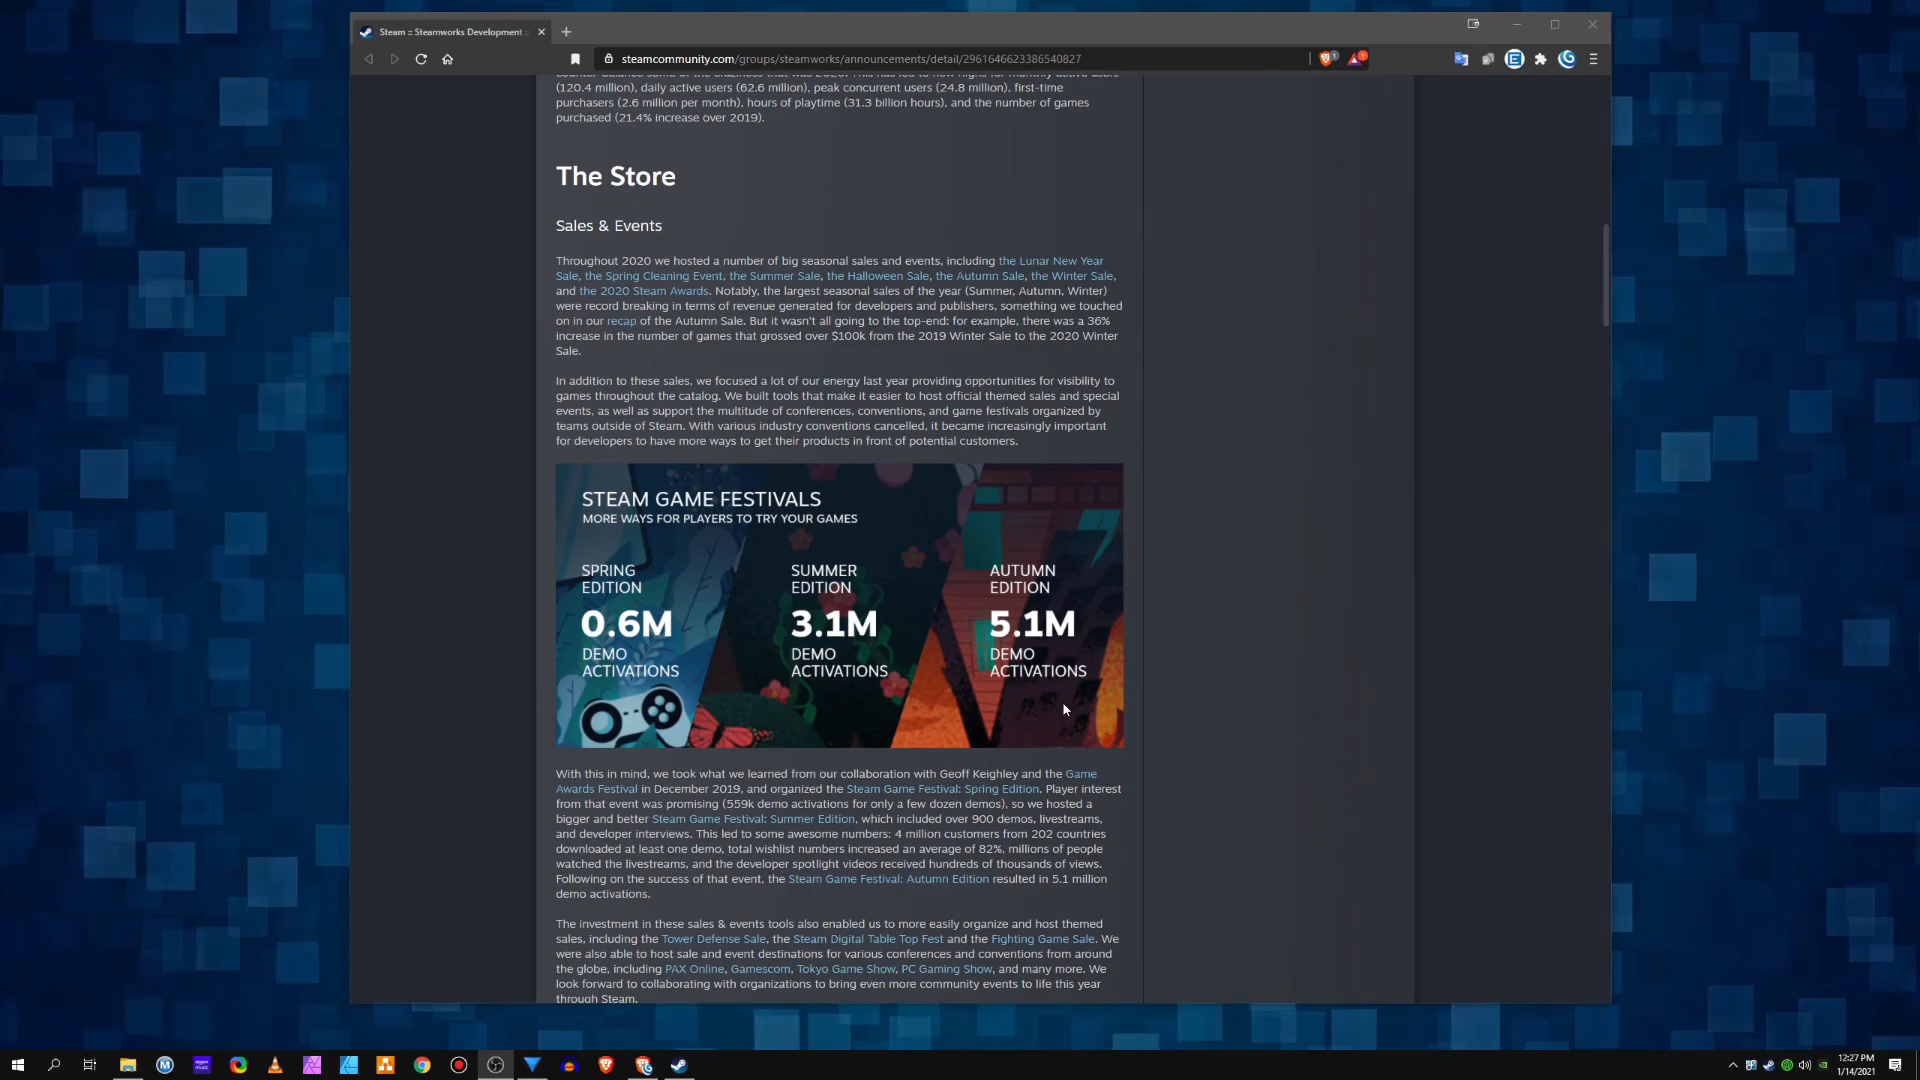 Steam :: Steamworks Development :
steamcommunity.com/groups/steamworks/announcements/detail/2961646623386540827
1
1
(120.4 million), daily active users (62.6 million), peak concurrent users (24.8 million), first-time
purchasers (2.6 million per month), hours of playtime (31.3 billion hours), and the number of games
purchased (21.4% increase over 2019).
The Store
Sales & Events
Throughout 2020 we hosted a number of big seasonal sales and events, including the Lunar New Year
Sale, the Spring Cleaning Event, the Summer Sale, the Halloween Sale, the Autumn Sale, the Winter Sale,
and the 2020 Steam Awards. Notably, the largest seasonal sales of the year (Summer, Autumn, Winter)
were record breaking in terms of revenue generated for developers and publishers, something we touched
on in our recap of the Autumn Sale. But it wasn't all going to the top-end: for example, there was a 36%
increase in the number of games that grossed over $100k from the 2019 Winter Sale to the 2020 Winter
Sale.
In addition to these sales, we focused a lot of our energy last year providing opportunities for visibility to
games throughout the catalog. We built tools that make it easier to host official themed sales and special
events, as well as support the multitude of conferences, conventions, and game festivals organized by
teams outside of Steam. With various industry conventions cancelled, it became increasingly important
for developers to have more ways to get their products in front of potential customers.
STEAM GAME FESTIVALS
MORE WAYS FOR PLAYERS TO TRY YOUR GAMES
SPRING
EDITION
0.6M
DEMO
ACTIVATIONS
SUMMER
EDITION
3.1M
DEMO
ACTIVATIONS
AUTUMN
EDITION
5.1M
DEMO
ACTIVATIONS
With this in mind, we took what we learned from our collaboration with Geoff Keighley and the Game
Awards Festival in December 2019, and organized the Steam Game Festival: Spring Edition. Player interest
from that event was promising (559k demo activations for only a few dozen demos), so we hosted a
bigger and better Steam Game Festival: Summer Edition, which included over 900 demos, livestreams,
and developer interviews. This led to some awesome numbers: 4 million customers from 202 countries
downloaded at least one demo, total wishlist numbers increased an average of 82%, millions of people
watched the livestreams, and the developer spotlight videos received hundreds of thousands of views.
Following on the success of that event, the Steam Game Festival: Autumn Edition resulted in 5.1 million
demo activations.
The investment in these sales & events tools also enabled us to more easily organize and host themed
sales, including the Tower Defense Sale, the Steam Digital Table Top Fest and the Fighting Game Sale. We
were also able to host sale and event destinations for various conferences and conventions from around
the globe, including PAX Online, Gamescom, Tokyo Game Show, PC Gaming Show, and many more. We
look forward to collaborating with organizations to bring even more community events to life this year
through Steam.
12:27 PM
1/14/2021